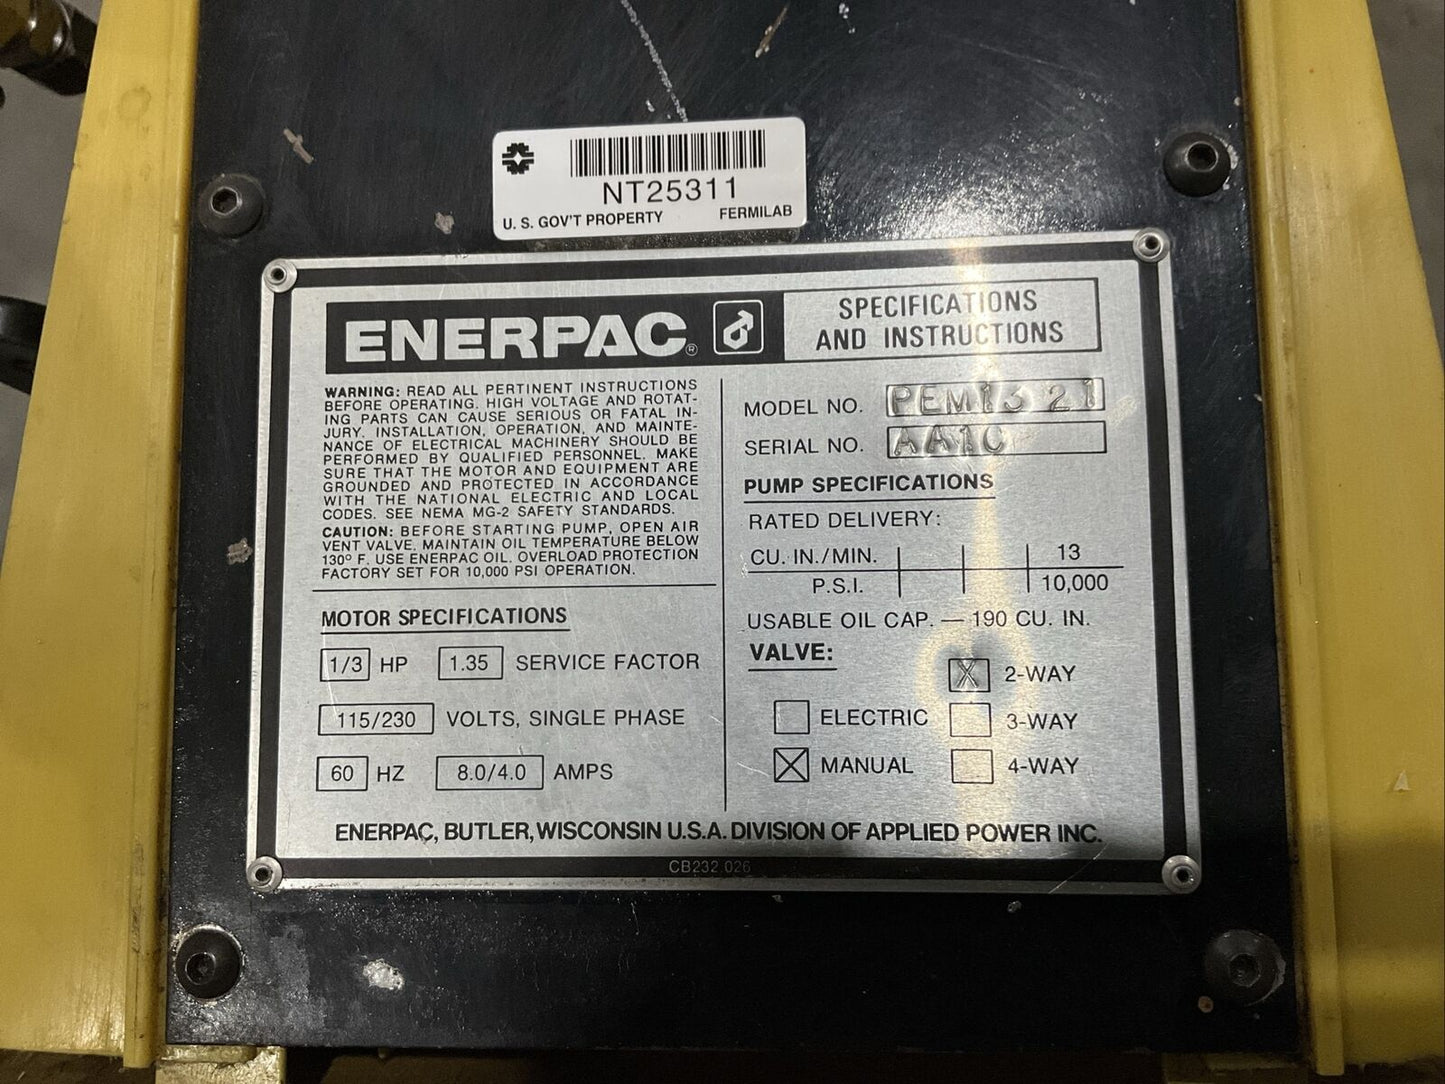 NT25311
U. S. GOV'T PROPERTY FERMILAB
ENERPAC®
SPECIFICATIONS
AND INSTRUCTIONS
WARNING: READ ALL PERTINENT INSTRUCTIONS
BEFORE OPERATING. HIGH VOLTAGE AND ROTAT-
ING PARTS CAN CAUSE SERIOUS OR FATAL IN-
JURY. INSTALLATION, OPERATION, AND MAINTE-
NANCE OF ELECTRICAL MACHINERY SHOULD BE
PERFORMED BY QUALIFIED PERSONNEL. MAKE
SURE THAT THE MOTOR AND EQUIPMENT ARE
GROUNDED AND PROTECTED IN ACCORDANCE
WITH THE NATIONAL ELECTRIC AND LOCAL
CODES. SEE NEMA MG-2 SAFETY STANDARDS.
CAUTION: BEFORE STARTING PUMP, OPEN AIR
VENT VALVE. MAINTAIN OIL TEMPERATURE BELOW
130° F. USE ENERPAC OIL. OVERLOAD PROTECTION
FACTORY SET FOR 10,000 PSI OPERATION.
MOTOR SPECIFICATIONS
1/3 HP 1.35 SERVICE FACTOR
115/230 VOLTS, SINGLE PHASE
60 HZ 8.0/4.0 AMPS
MODEL NO. PEM1321
SERIAL NO. AA1C
PUMP SPECIFICATIONS
RATED DELIVERY:
CU. IN./MIN. 13
P.S.I. 10,000
USABLE OIL CAP. — 190 CU. IN.
VALVE:
X 2-WAY
ELECTRIC 3-WAY
X MANUAL 4-WAY
ENERPAC, BUTLER, WISCONSIN U.S.A. DIVISION OF APPLIED POWER INC.
CB232.026